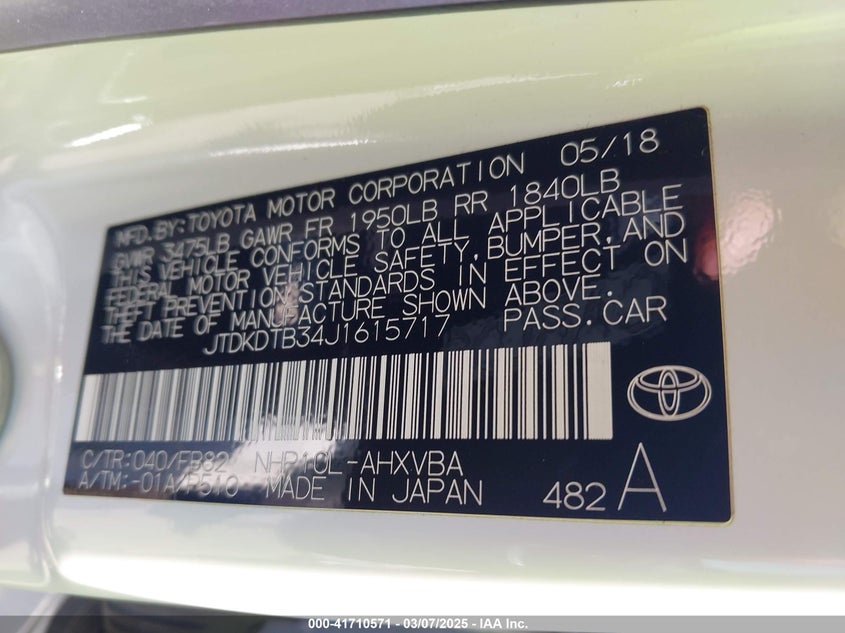 MFD.BY:TOYOTA MOTOR CORPORATION 05/18
GVWR 3475LB GAWR FR 1950LB RR 1840LB
THIS VEHICLE CONFORMS TO ALL APPLICABLE
FEDERAL MOTOR VEHICLE SAFETY,BUMPER,AND
THEFT PREVENTION STANDARDS IN EFFECT ON
THE DATE OF MANUFACTURE SHOWN ABOVE.
JTDKDTB34J1615717 PASS.CAR
C/TR:040/FB82 NHP10L-AHXVBA
A/TM:-01A/P510 MADE IN JAPAN
482 A
000-41710571 - 03/07/2025 - IAA Inc.